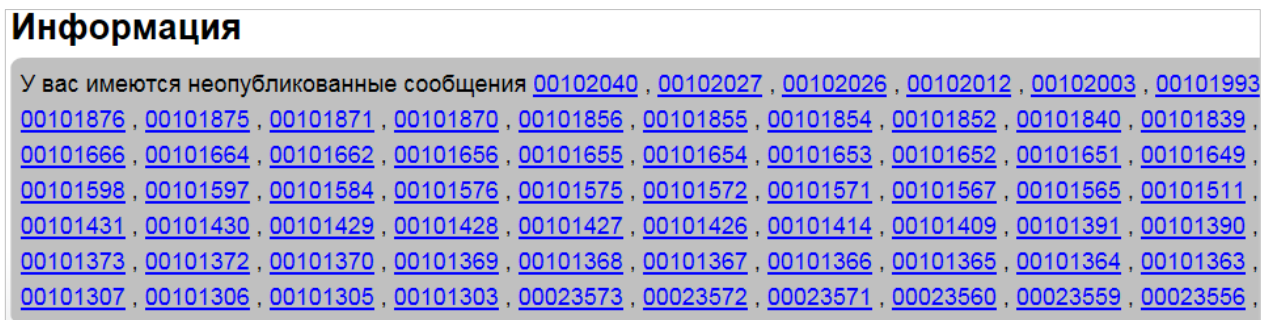 Информация
У вас имеются неопубликованные сообщения 00102040 , 00102027 , 00102026 , 00102012 , 00102003 , 00101993
00101876 , 00101875 , 00101871 , 00101870 , 00101856 , 00101855 , 00101854 , 00101852 , 00101840 , 00101839 ,
00101666 , 00101664 , 00101662 , 00101656 , 00101655 , 00101654 , 00101653 , 00101652 , 00101651 , 00101649 ,
00101598 , 00101597 , 00101584 , 00101576 , 00101575 , 00101572 , 00101571 , 00101567 , 00101565 , 00101511 ,
00101431 , 00101430 , 00101429 , 00101428 , 00101427 , 00101426 , 00101414 , 00101409 , 00101391 , 00101390 ,
00101373 , 00101372 , 00101370 , 00101369 , 00101368 , 00101367 , 00101366 , 00101365 , 00101364 , 00101363 ,
00101307 , 00101306 , 00101305 , 00101303 , 00023573 , 00023572 , 00023571 , 00023560 , 00023559 , 00023556 ,